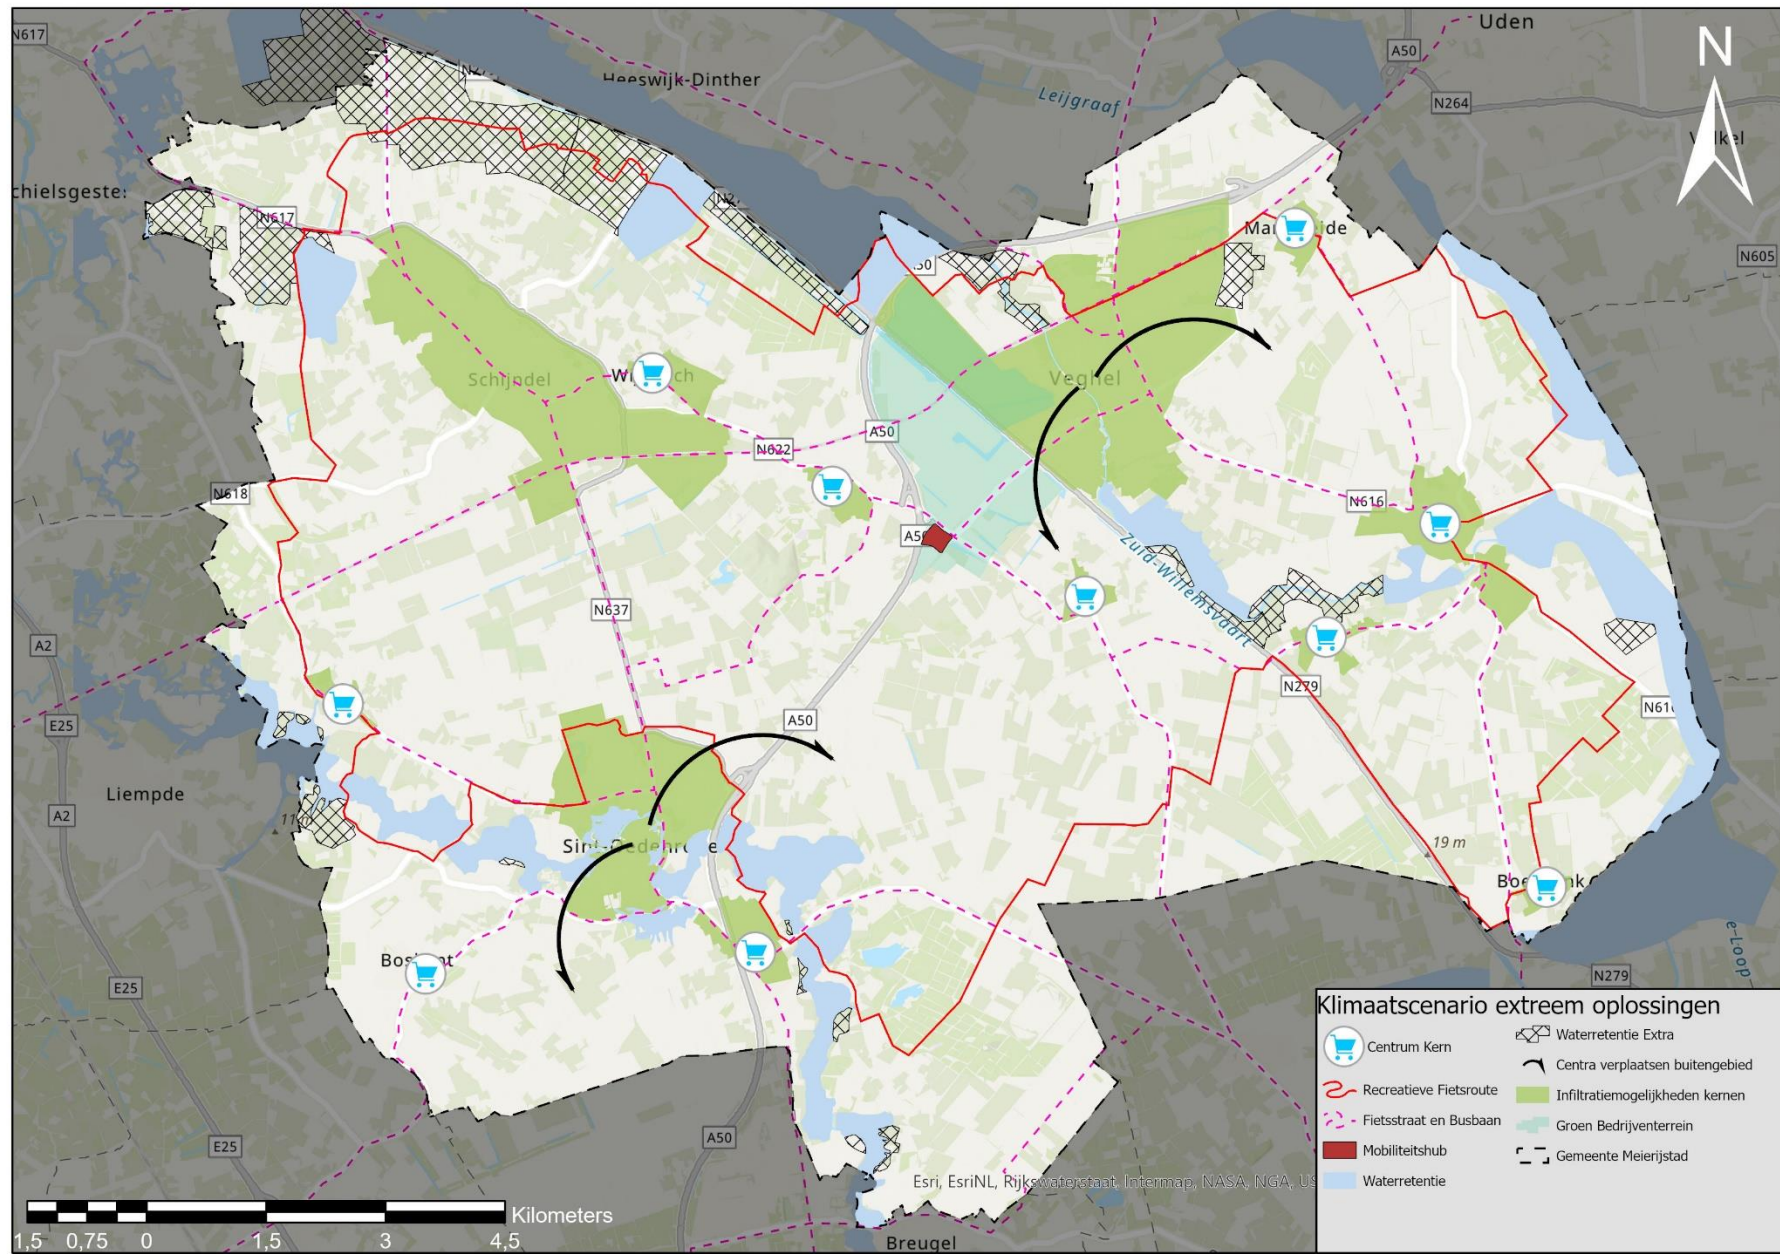 Uden
N617
A50
Heeswijk-Dinther
Leijgraaf
N264
N
N617
N605
A50
Schijndel
Veghel
A50
N622
N618
N616
Zuid-Willemsvaart
N637
A2
N279
E25
A50
Liempde
A2
19 m
e-Loop
E25
N279
Klimaatscenario extreem oplossingen
Centrum Kern
Waterretentie Extra
Centra verplaatsen buitengebied
Recreatieve Fietsroute
Infiltratiemogelijkheden kernen
Fietsstraat en Busbaan
Groen Bedrijventerrein
Mobiliteitshub
Gemeente Meierijstad
Waterretentie
E25
A50
Esri, EsriNL, Rijkswaterstaat, Intermap, NASA, NGA, US
Kilometers
1,5 0,75 0 1,5 3 4,5
Breugel